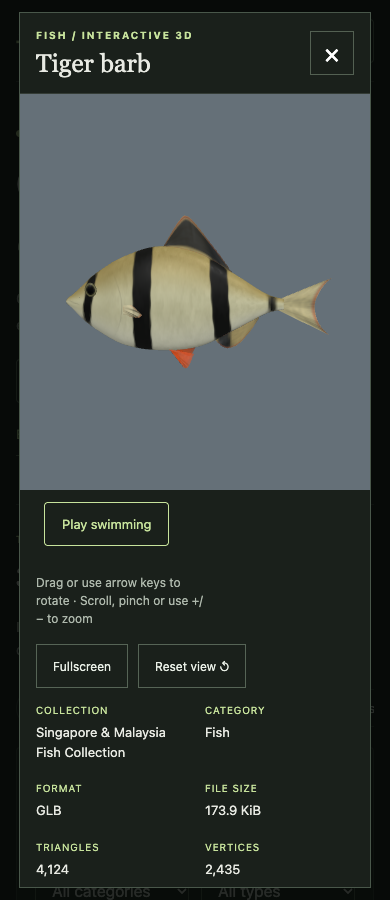 FISH / INTERACTIVE 3D
Tiger barb
×
Play swimming
Drag or use arrow keys to
rotate · Scroll, pinch or use +/
− to zoom
Fullscreen
Reset view ↺
COLLECTION
Singapore & Malaysia
Fish Collection
CATEGORY
Fish
FORMAT
GLB
FILE SIZE
173.9 KiB
TRIANGLES
4,124
VERTICES
2,435
All categories
All types